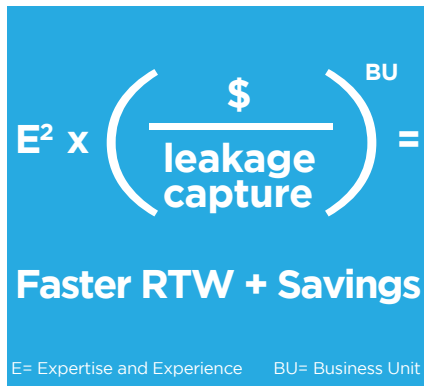 E² x ( $ / leakage capture )ᴮᵁ =
Faster RTW + Savings
E= Expertise and Experience BU= Business Unit